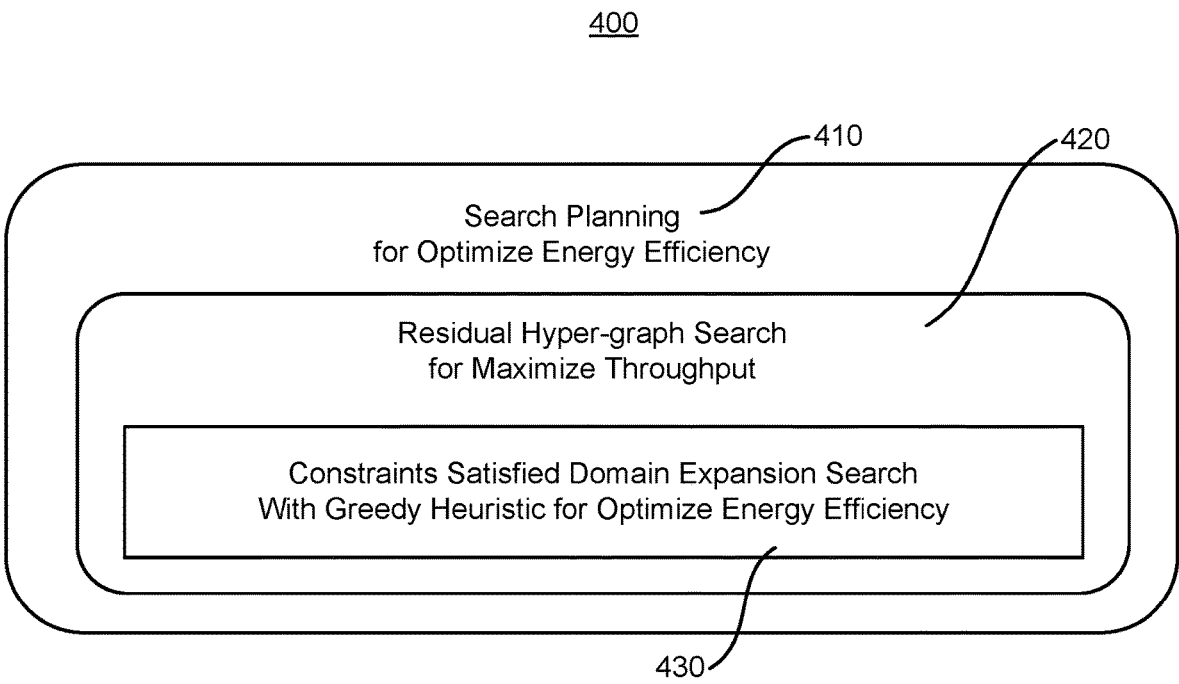 400
410
420
Search Planning
for Optimize Energy Efficiency
Residual Hyper-graph Search
for Maximize Throughput
Constraints Satisfied Domain Expansion Search
With Greedy Heuristic for Optimize Energy Efficiency
430